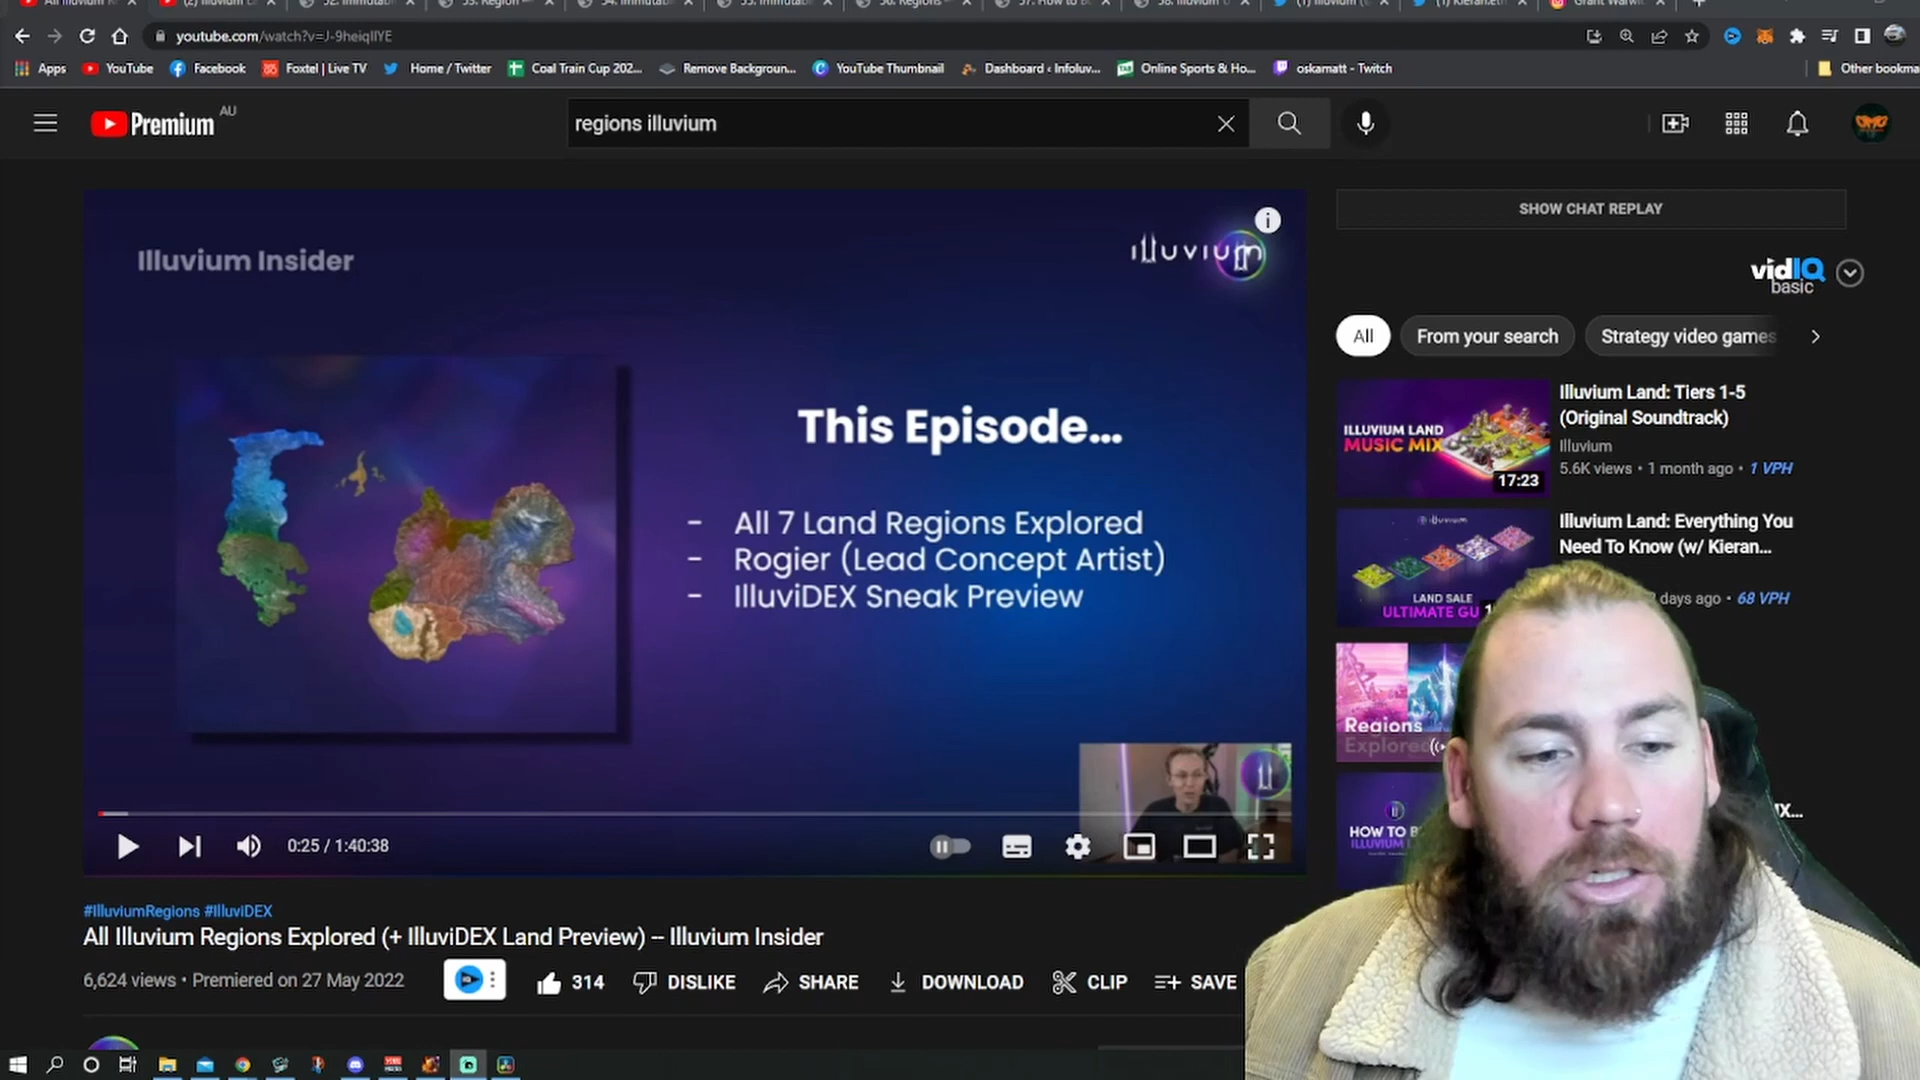 youtube.com/watch?v=J-9heiqIlYE
Apps
YouTube
Facebook
Foxtel | Live TV
Home / Twitter
Coal Train Cup 202...
Remove Backgroun...
YouTube Thumbnail
Dashboard ‹ Infoluv...
Online Sports & Ho...
oskamatt - Twitch
Other bookma
Premium
AU
regions illuvium
Illuvium Insider
illuvium
This Episode...
- All 7 Land Regions Explored
- Rogier (Lead Concept Artist)
- IlluviDEX Sneak Preview
0:25 / 1:40:38
#IlluviumRegions #IlluviDEX
All Illuvium Regions Explored (+ IlluviDEX Land Preview) – Illuvium Insider
6,624 views • Premiered on 27 May 2022
314
DISLIKE
SHARE
DOWNLOAD
CLIP
SAVE
SHOW CHAT REPLAY
vidIQ
basic
All
From your search
Strategy video games
ILLUVIUM LAND
MUSIC MIX
17:23
Illuvium Land: Tiers 1-5
(Original Soundtrack)
Illuvium
5.6K views • 1 month ago • 1 VPH
illuvium
LAND SALE
ULTIMATE GU
Illuvium Land: Everything You
Need To Know (w/ Kieran...
days ago • 68 VPH
Regions
Explored
HOW TO B